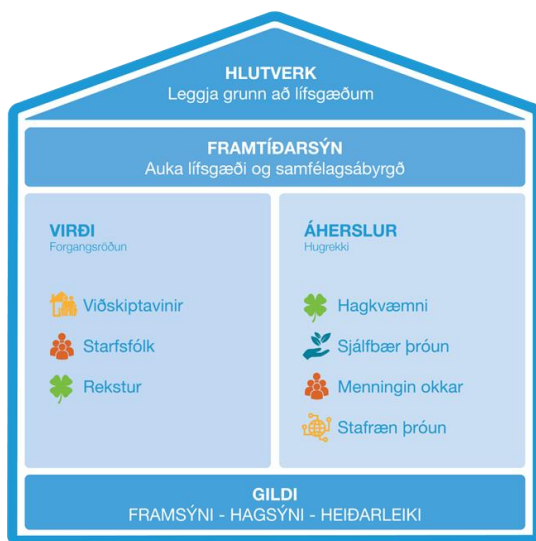 HLUTVERK
Leggja grunn að lífsgæðum
FRAMTÍÐARSÝN
Auka lífsgæði og samfélagsábyrgð
VIRÐI
Forgangsröðun
Viðskiptavinir
Starfsfólk
Rekstur
ÁHERSLUR
Hugrekki
Hagkvæmni
Sjálfbær þróun
Menningin okkar
Stafræn þróun
GILDI
FRAMSÝNI - HAGSÝNI - HEIÐARLEIKI